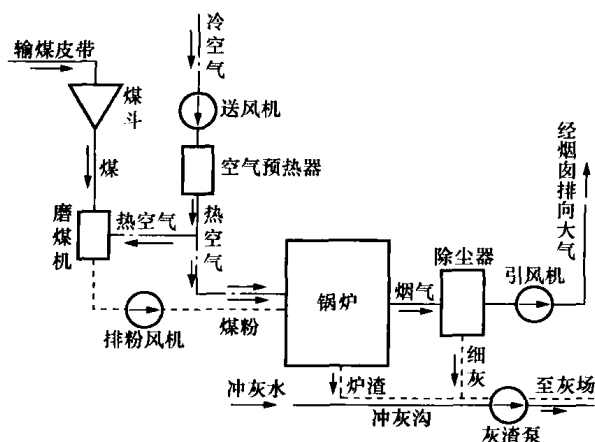 冷空气
输煤皮带
煤斗
送风机
煤
空气预热器
经烟囱排向大气
磨煤机
热空气
热空气
除尘器
引风机
锅炉
烟气
煤粉
排粉风机
细灰
炉渣
冲灰水
至灰场
冲灰沟
灰渣泵